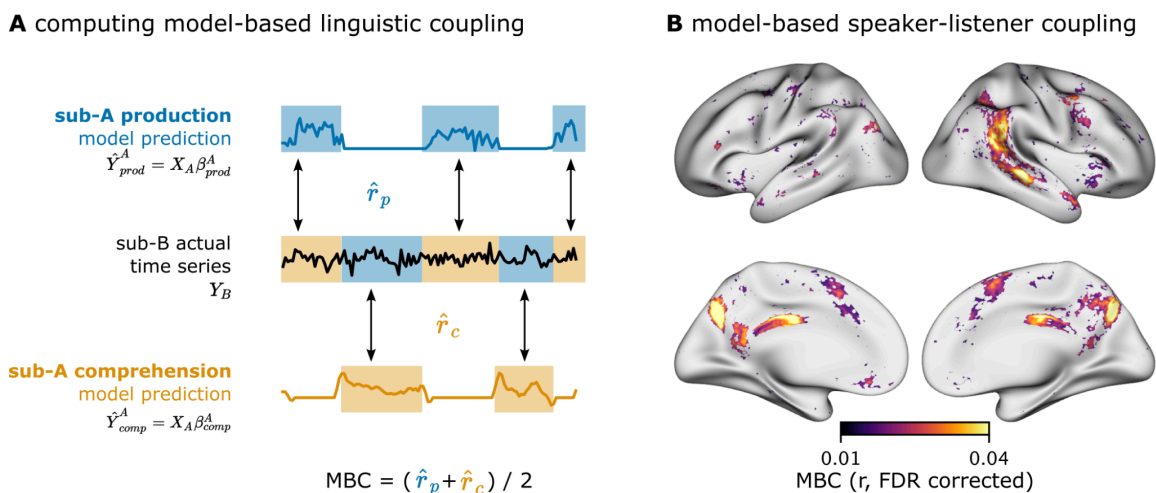 A computing model-based linguistic coupling
sub-A production
model prediction
Ŷ^A_prod = X_A β^A_prod
r̂_p
sub-B actual
time series
Y_B
r̂_c
sub-A comprehension
model prediction
Ŷ^A_comp = X_A β^A_comp
MBC = (r̂_p + r̂_c) / 2
B model-based speaker-listener coupling
0.01 0.04
MBC (r, FDR corrected)